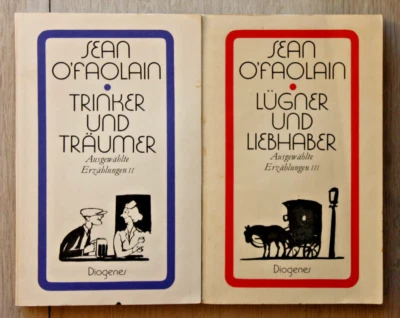 SEAN
O'FAOLAIN
TRINKER
UND
TRÄUMER
Ausgewählte
Erzählungen II
Diogenes
SEAN
O'FAOLAIN
LÜGNER
UND
LIEBHABER
Ausgewählte
Erzählungen III
Diogenes